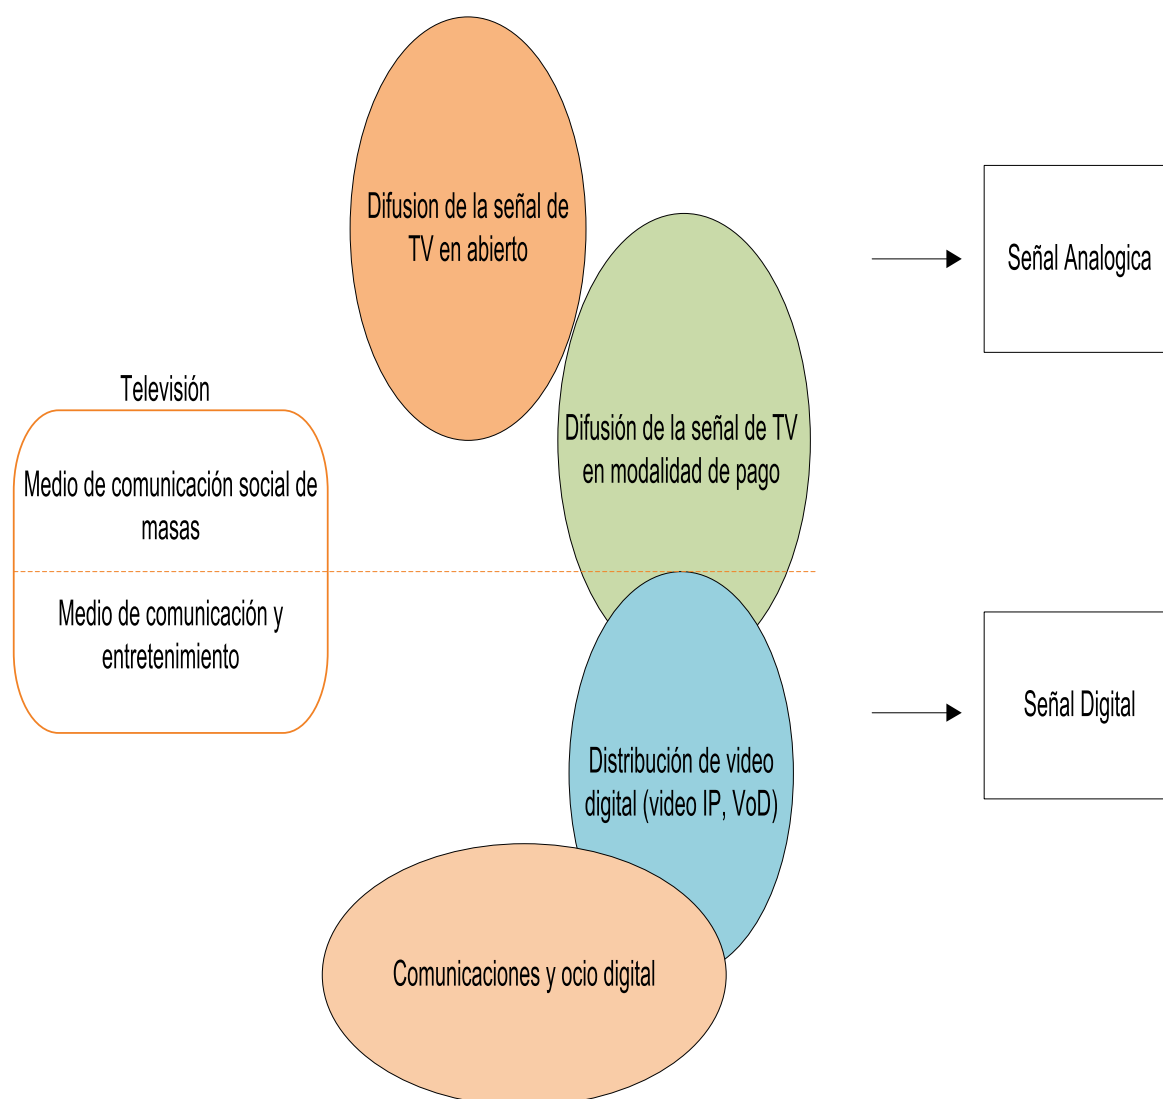 Difusion de la señal de
TV en abierto
Señal Analogica
Televisión
Difusión de la señal de TV
en modalidad de pago
Medio de comunicación social de
masas
Medio de comunicación y
entretenimiento
Señal Digital
Distribución de video
digital (video IP, VoD)
Comunicaciones y ocio digital